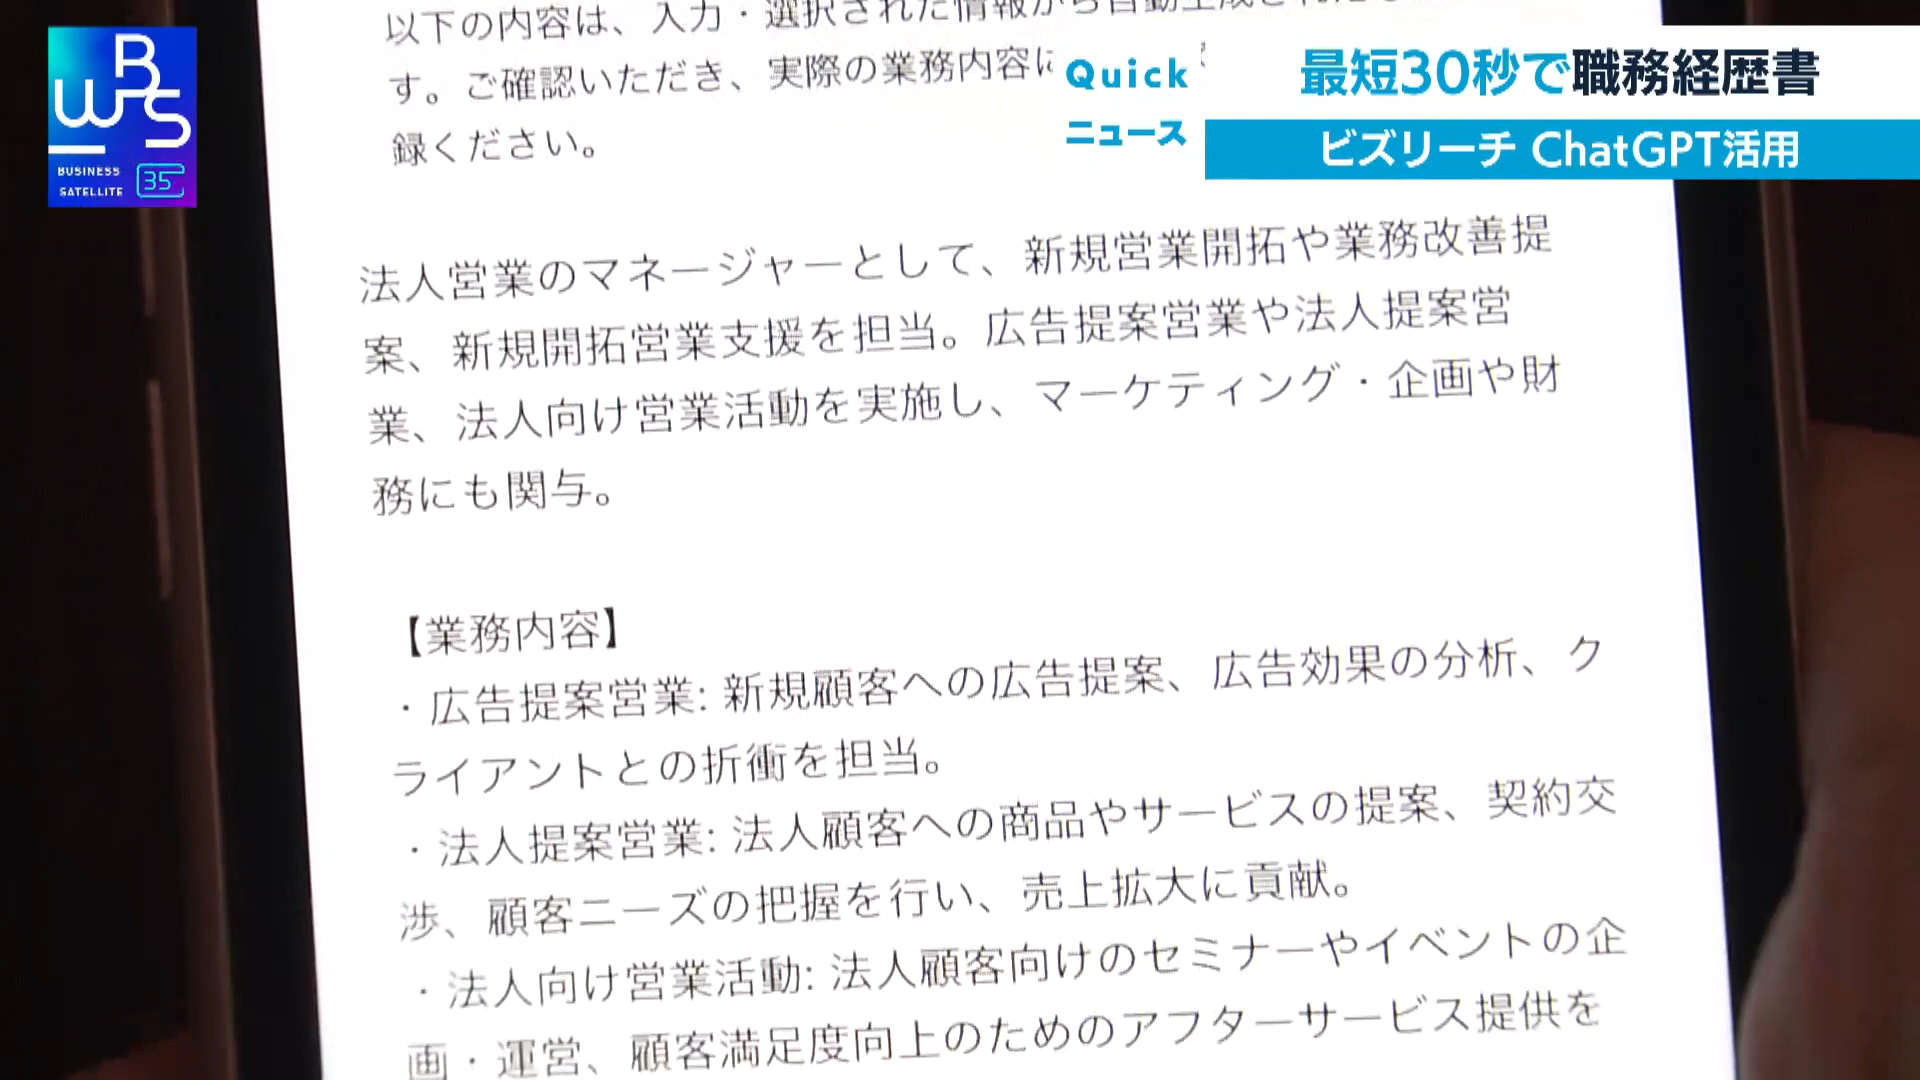 WBS
BUSINESS
SATELLITE 35
Quick
ニュース
最短30秒で職務経歴書
ビズリーチ ChatGPT活用
以下の内容は、入力・選択された情報から自動生成
す。ご確認いただき、実際の業務内容に
録ください。
法人営業のマネージャーとして、新規営業開拓や業務改善提
案、新規開拓営業支援を担当。広告提案営業や法人提案営
業、法人向け営業活動を実施し、マーケティング・企画や財
務にも関与。
【業務内容】
・広告提案営業: 新規顧客への広告提案、広告効果の分析、ク
ライアントとの折衝を担当。
・法人提案営業: 法人顧客への商品やサービスの提案、契約交
渉、顧客ニーズの把握を行い、売上拡大に貢献。
・法人向け営業活動: 法人顧客向けのセミナーやイベントの企
画・運営、顧客満足度向上のためのアフターサービス提供を